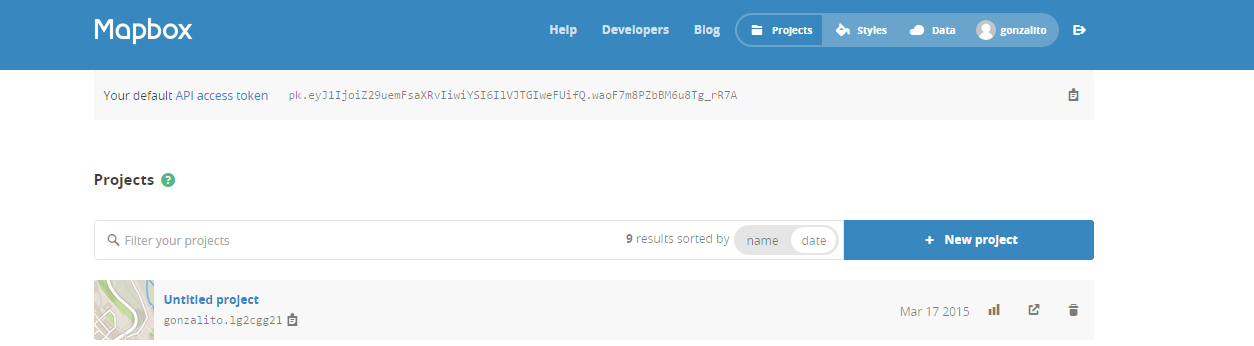 Mapbox
Help Developers Blog Projects Styles Data gonzalito
Your default API access token pk.eyJ1IjoiZ29uemFsaXRvIiwiYSI6IlVJTGIweFUifQ.waoF7m8PZbBM6u8Tg_rR7A
Projects ?
Filter your projects 9 results sorted by name date + New project
Untitled project
gonzalito.lg2cgg21 Mar 17 2015